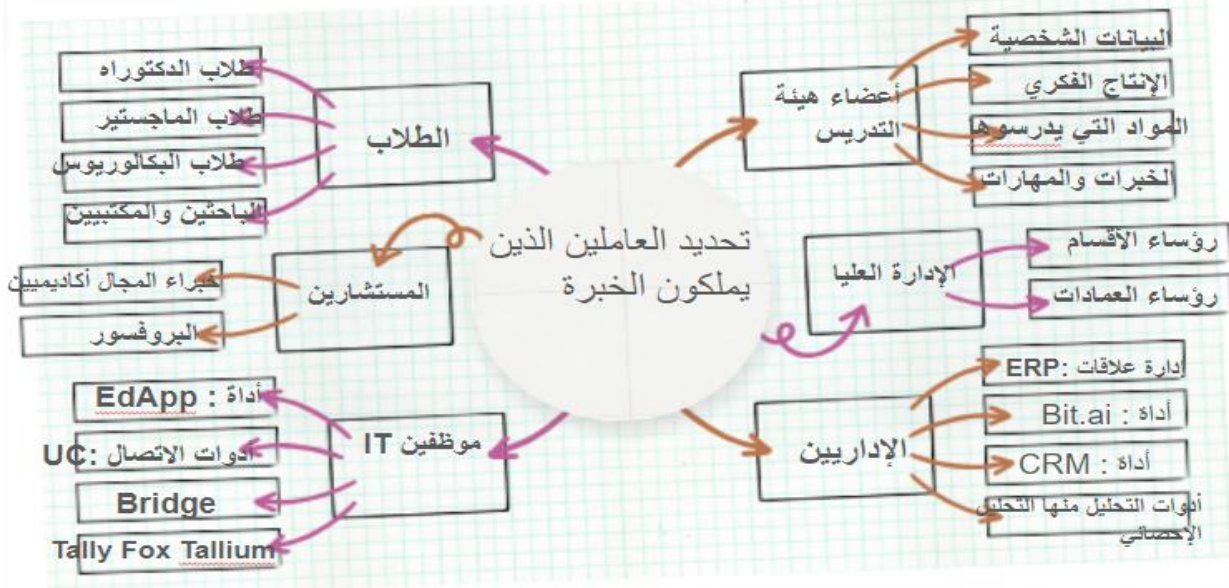 تحديد العاملين الذين
يملكون الخبرة
أعضاء هيئة
التدريس
البيانات الشخصية
الإنتاج الفكري
المواد التي يدرسوها
الخبرات والمهارات
الإدارة العليا
رؤساء الأقسام
رؤساء العمادات
الإداريين
إدارة علاقات :ERP
أداة : Bit.ai
أداة : CRM
أدوات التحليل منها التحليل
الإحصائي
الطلاب
طلاب الدكتوراه
طلاب الماجستير
طلاب البكالوريوس
الباحثين والمكتبيين
المستشارين
خبراء المجال أكاديميين
البروفسور
موظفين IT
أداة : EdApp
أدوات الاتصال :UC
Bridge
Tally Fox Tallium